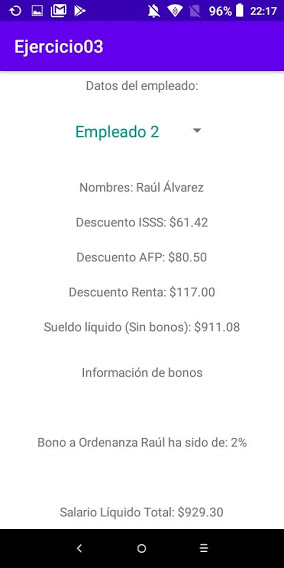 96% 22:17
Ejercicio03
Datos del empleado:
Empleado 2
Nombres: Raúl Álvarez
Descuento ISSS: $61.42
Descuento AFP: $80.50
Descuento Renta: $117.00
Sueldo líquido (Sin bonos): $911.08
Información de bonos
Bono a Ordenanza Raúl ha sido de: 2%
Salario Líquido Total: $929.30